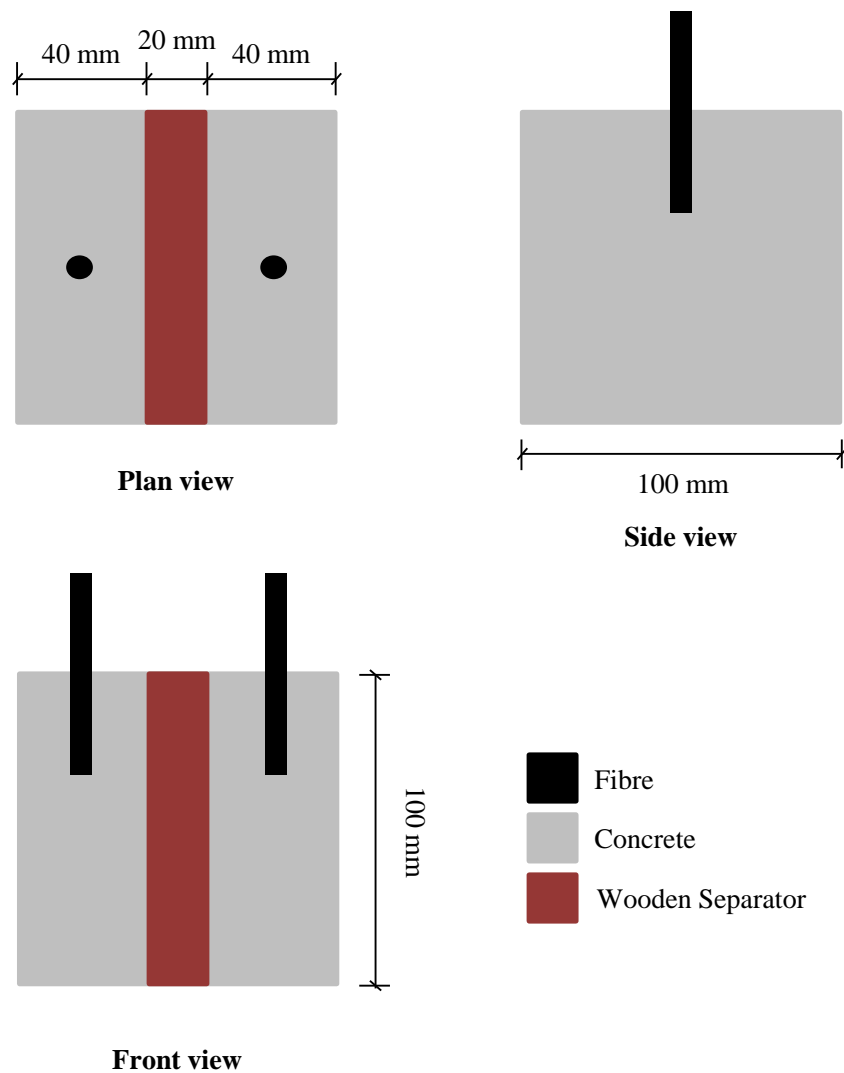 20 mm
40 mm
40 mm
Plan view
100 mm
Side view
100 mm
Fibre
Concrete
Wooden Separator
Front view